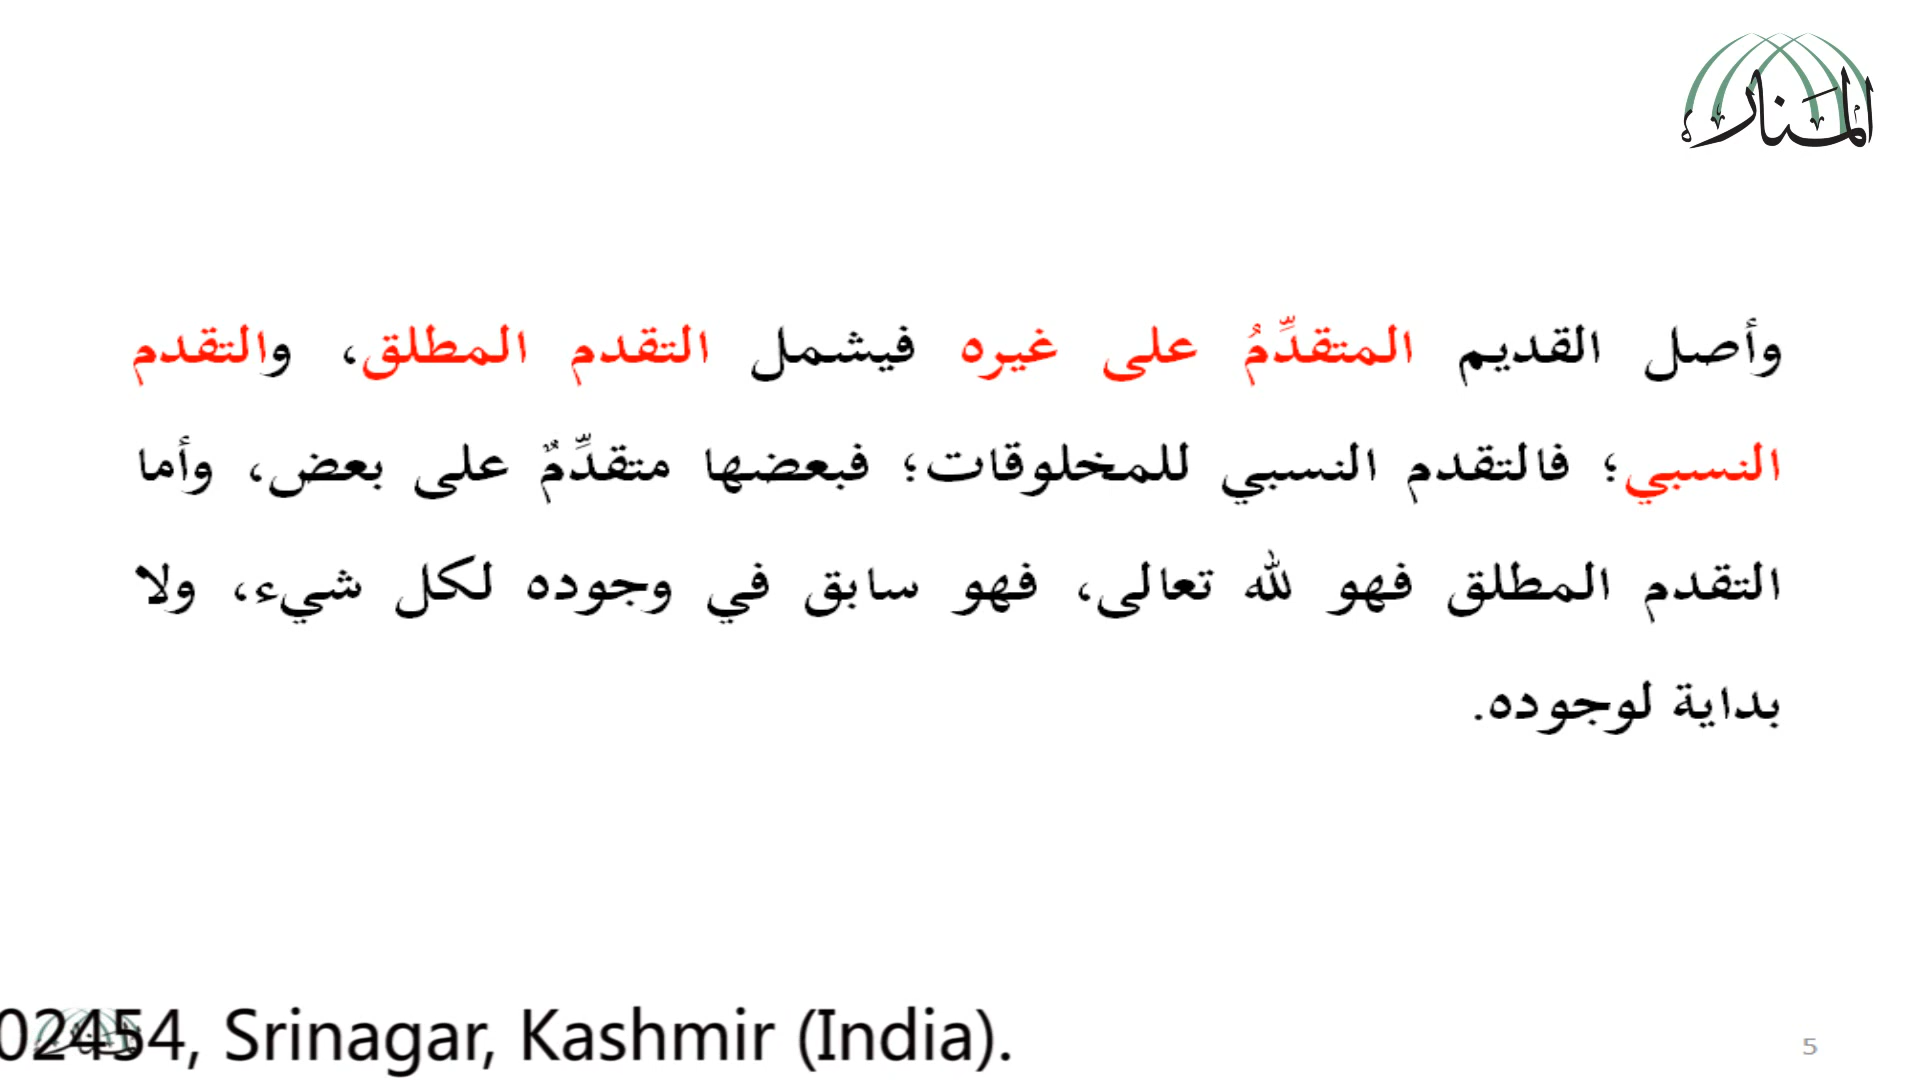 المنارة
وأصل القديم المتقدِّمُ على غيره فيشمل التقدم المطلق، والتقدم
النسبي؛ فالتقدم النسبي للمخلوقات؛ فبعضها متقدِّمٌ على بعض، وأما
التقدم المطلق فهو لله تعالى، فهو سابق في وجوده لكل شيء، ولا
بداية لوجوده.
02454, Srinagar, Kashmir (India).
5